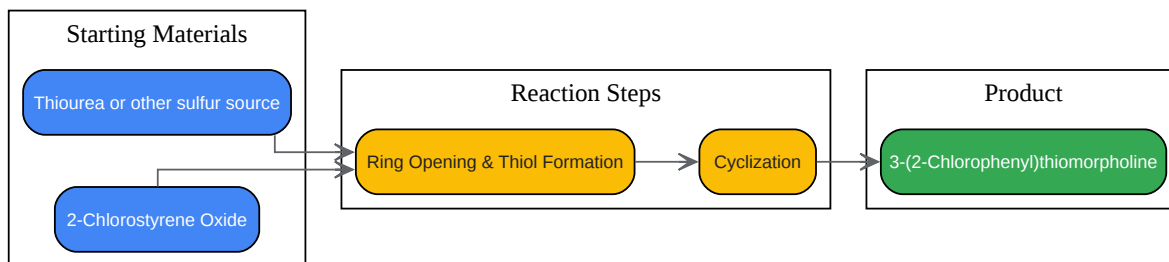 Starting Materials
Thiourea or other sulfur source
2-Chlorostyrene Oxide
Reaction Steps
Ring Opening & Thiol Formation
Cyclization
Product
3-(2-Chlorophenyl)thiomorpholine